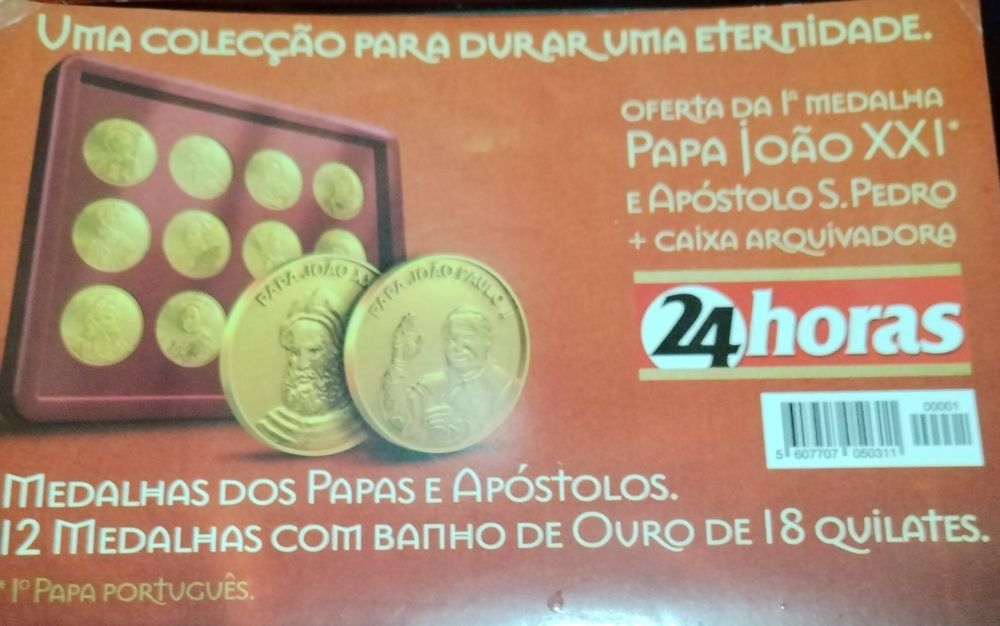 UMA COLECÇÃO PARA DURAR UMA ETERNIDADE.
OFERTA DA 1ª MEDALHA
PAPA JOÃO XXI*
E APÓSTOLO S. PEDRO
+ CAIXA ARQUIVADORA
24horas
00001
5 607707 050311
PAPA JOÃO XX
PAPA JOÃO PAULO II
MEDALHAS DOS PAPAS E APÓSTOLOS.
12 MEDALHAS COM BANHO DE OURO DE 18 QUILATES.
* 1º PAPA PORTUGUÊS.